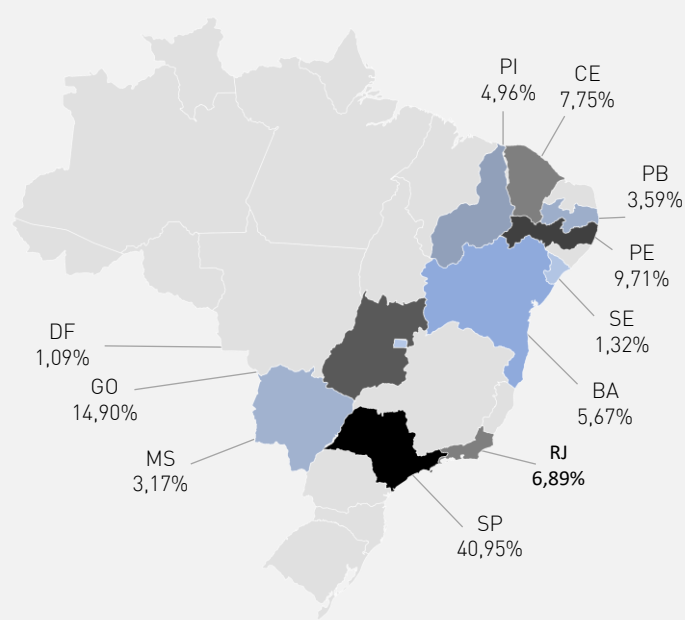 PI
4,96%
CE
7,75%
PB
3,59%
PE
9,71%
SE
1,32%
DF
1,09%
GO
14,90%
BA
5,67%
MS
3,17%
RJ
6,89%
SP
40,95%